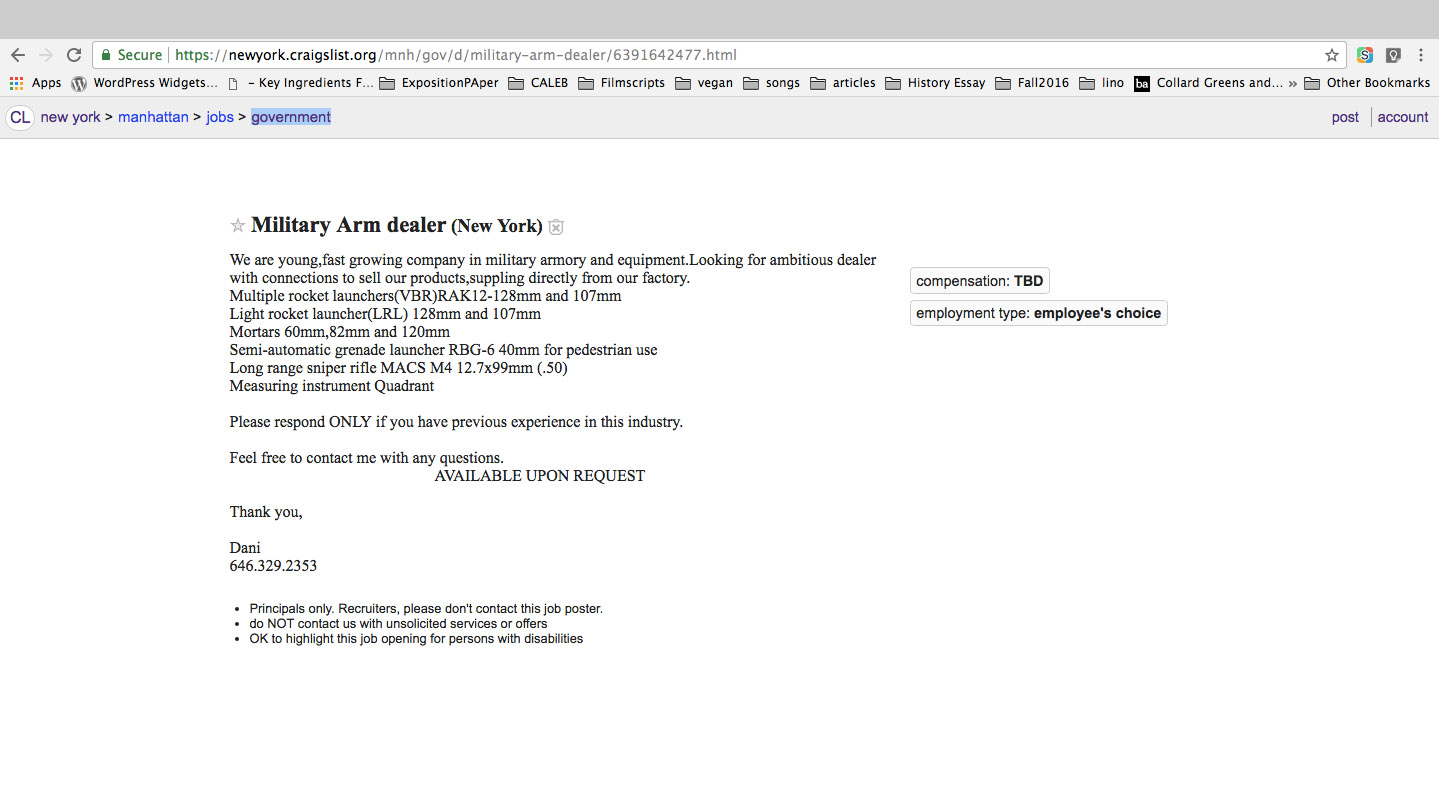 Secure https://newyork.craigslist.org/mnh/gov/d/military-arm-dealer/6391642477.html
Apps WordPress Widgets... – Key Ingredients F... ExpositionPAper CALEB Filmscripts vegan songs articles History Essay Fall2016 lino ba Collard Greens and... » Other Bookmarks
CL new york > manhattan > jobs > government post account
Military Arm dealer (New York)
We are young,fast growing company in military armory and equipment.Looking for ambitious dealer
with connections to sell our products,suppling directly from our factory.
Multiple rocket launchers(VBR)RAK12-128mm and 107mm
Light rocket launcher(LRL) 128mm and 107mm
Mortars 60mm,82mm and 120mm
Semi-automatic grenade launcher RBG-6 40mm for pedestrian use
Long range sniper rifle MACS M4 12.7x99mm (.50)
Measuring instrument Quadrant
Please respond ONLY if you have previous experience in this industry.
Feel free to contact me with any questions.
AVAILABLE UPON REQUEST
Thank you,
Dani
646.329.2353
• Principals only. Recruiters, please don't contact this job poster.
• do NOT contact us with unsolicited services or offers
• OK to highlight this job opening for persons with disabilities
compensation: TBD
employment type: employee's choice